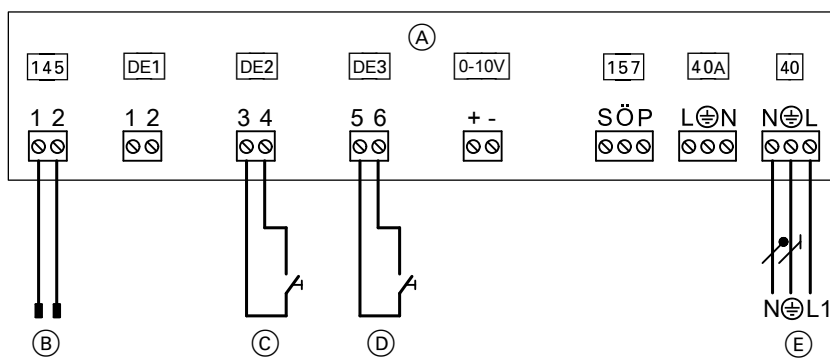 A
145 DE1 DE2 DE3 0-10V 157 40A 40
1 2 1 2 3 4 5 6 + - S Ö P L N N L
N L1
B C D E